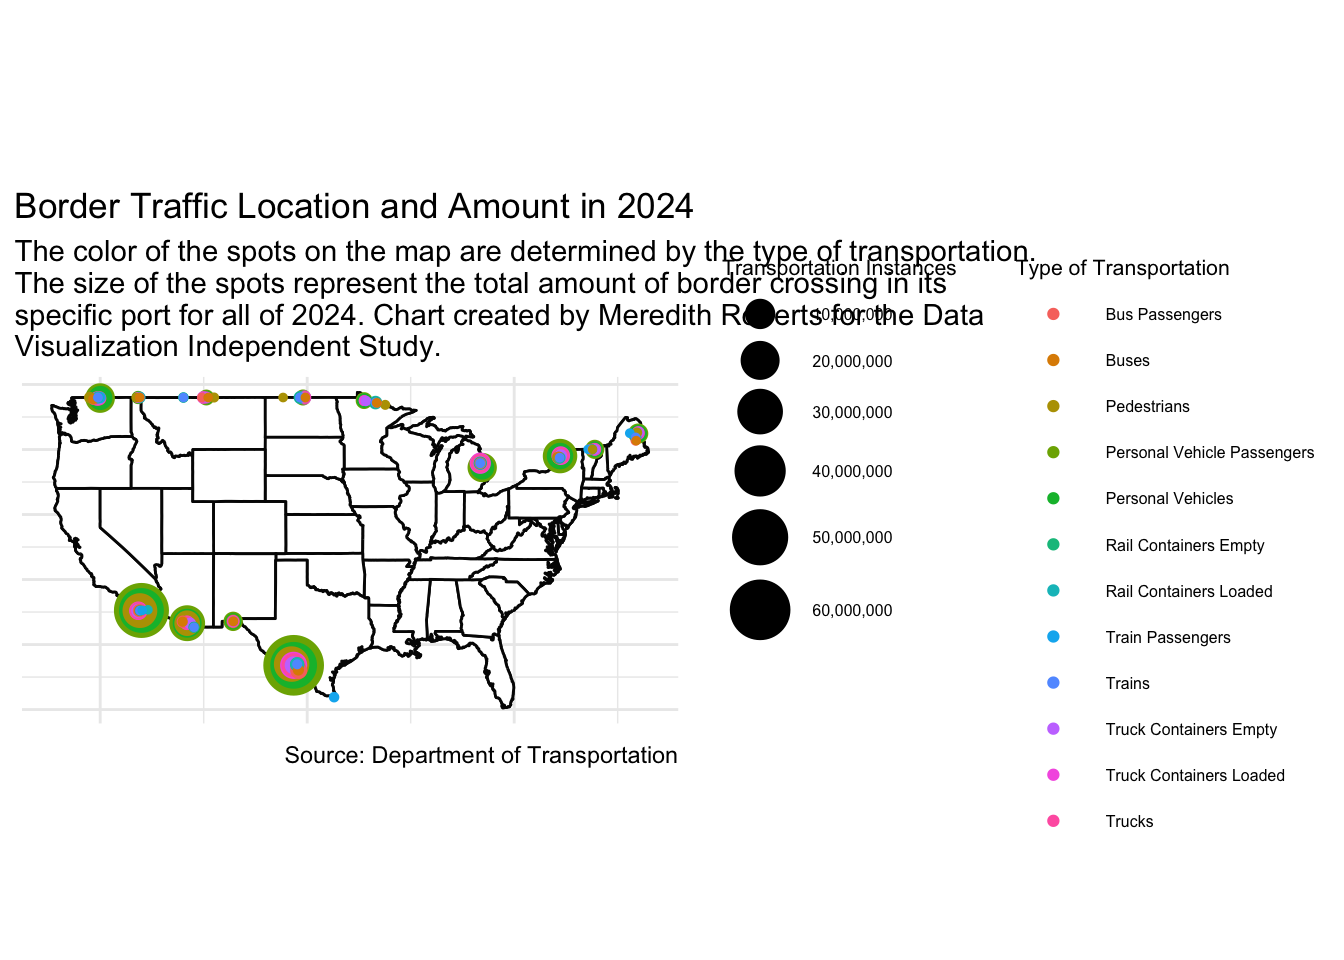 Border Traffic Location and Amount in 2024
The color of the spots on the map are determined by the type of transportation.
The size of the spots represent the total amount of border crossing in its
specific port for all of 2024. Chart created by Meredith Roberts for the Data
Visualization Independent Study.
Transportation Instances
10,000,000
20,000,000
30,000,000
40,000,000
50,000,000
60,000,000
Type of Transportation
Bus Passengers
Buses
Pedestrians
Personal Vehicle Passengers
Personal Vehicles
Rail Containers Empty
Rail Containers Loaded
Train Passengers
Trains
Truck Containers Empty
Truck Containers Loaded
Trucks
Source: Department of Transportation